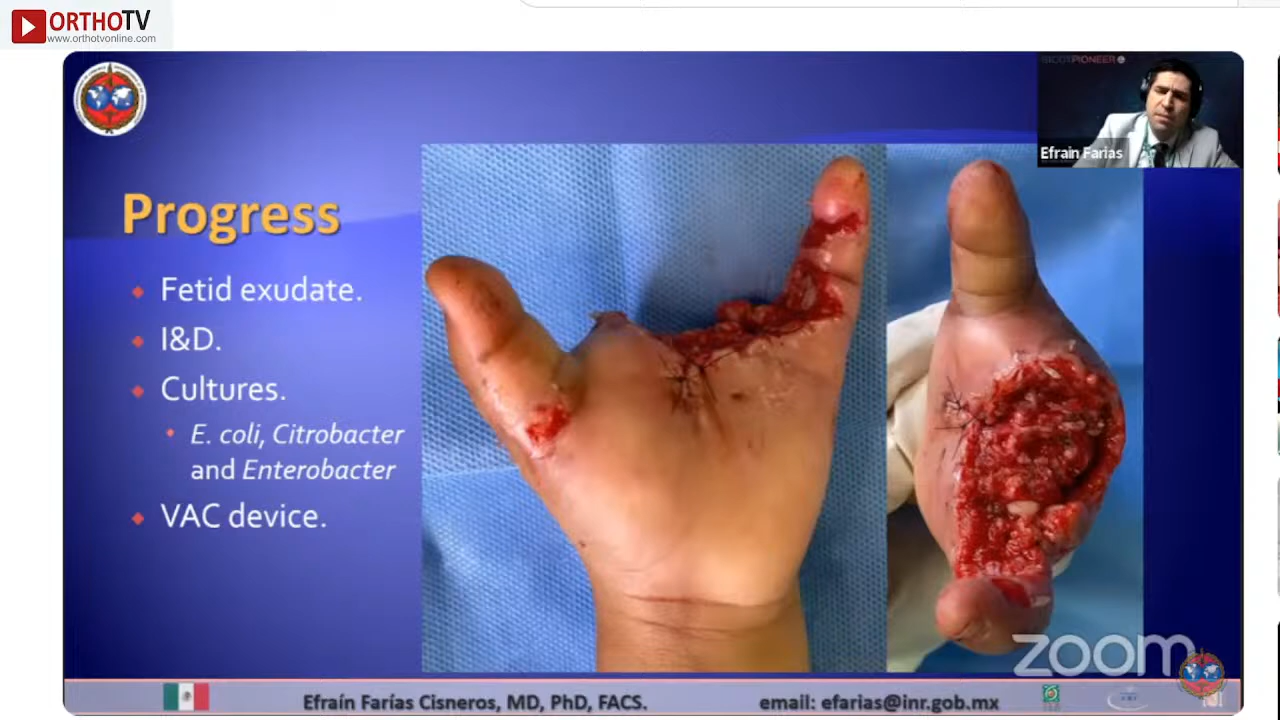 ORTHOTV
www.orthotvonline.com
Efrain Farias
Progress
Fetid exudate.
I&D.
Cultures.
E. coli, Citrobacter
and Enterobacter
VAC device.
zoom
Efraín Farías Cisneros, MD, PhD, FACS.
email: efarias@inr.gob.mx